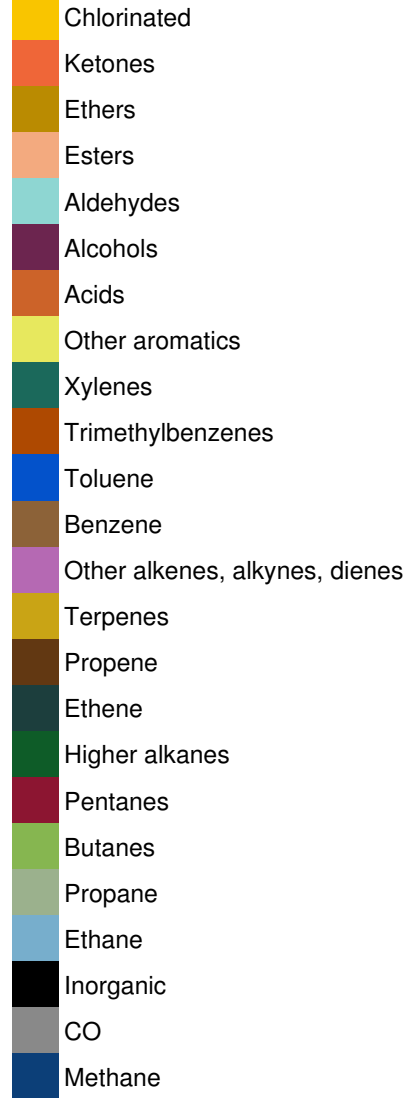 Chlorinated
Ketones
Ethers
Esters
Aldehydes
Alcohols
Acids
Other aromatics
Xylenes
Trimethylbenzenes
Toluene
Benzene
Other alkenes, alkynes, dienes
Terpenes
Propene
Ethene
Higher alkanes
Pentanes
Butanes
Propane
Ethane
Inorganic
CO
Methane